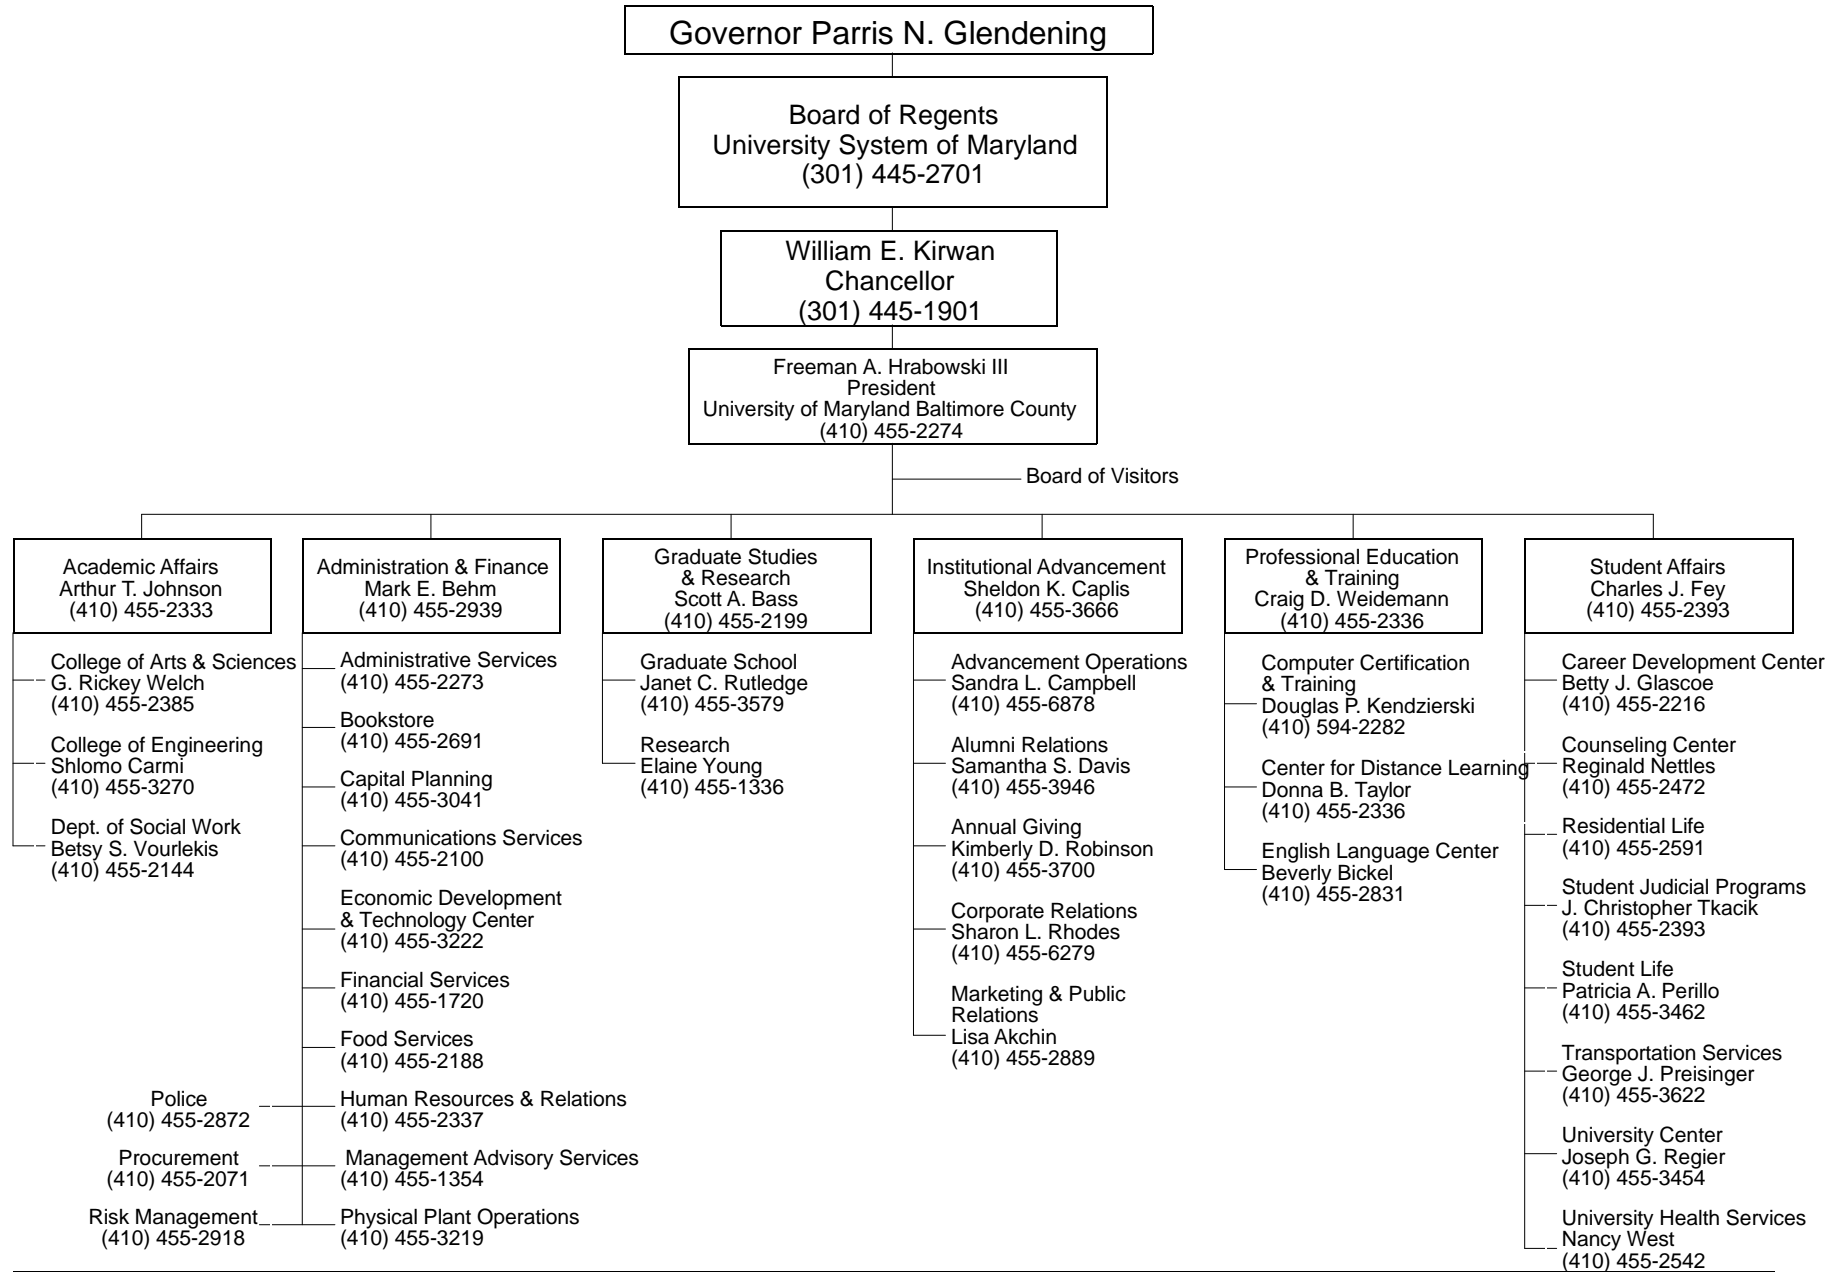 Governor Parris N. Glendening
Board of Regents
University System of Maryland
(301) 445-2701
William E. Kirwan
Chancellor
(301) 445-1901
Freeman A. Hrabowski III
President
University of Maryland Baltimore County
(410) 455-2274
Board of Visitors
Academic Affairs
Arthur T. Johnson
(410) 455-2333
College of Arts & Sciences
G. Rickey Welch
(410) 455-2385
College of Engineering
Shlomo Carmi
(410) 455-3270
Dept. of Social Work
Betsy S. Vourlekis
(410) 455-2144
Administration & Finance
Mark E. Behm
(410) 455-2939
Administrative Services
(410) 455-2273
Bookstore
(410) 455-2691
Capital Planning
(410) 455-3041
Communications Services
(410) 455-2100
Economic Development
& Technology Center
(410) 455-3222
Financial Services
(410) 455-1720
Food Services
(410) 455-2188
Human Resources & Relations
(410) 455-2337
Management Advisory Services
(410) 455-1354
Physical Plant Operations
(410) 455-3219
Police
(410) 455-2872
Procurement
(410) 455-2071
Risk Management
(410) 455-2918
Graduate Studies
& Research
Scott A. Bass
(410) 455-2199
Graduate School
Janet C. Rutledge
(410) 455-3579
Research
Elaine Young
(410) 455-1336
Institutional Advancement
Sheldon K. Caplis
(410) 455-3666
Advancement Operations
Sandra L. Campbell
(410) 455-6878
Alumni Relations
Samantha S. Davis
(410) 455-3946
Annual Giving
Kimberly D. Robinson
(410) 455-3700
Corporate Relations
Sharon L. Rhodes
(410) 455-6279
Marketing & Public
Relations
Lisa Akchin
(410) 455-2889
Professional Education
& Training
Craig D. Weidemann
(410) 455-2336
Computer Certification
& Training
Douglas P. Kendzierski
(410) 594-2282
Center for Distance Learning
Donna B. Taylor
(410) 455-2336
English Language Center
Beverly Bickel
(410) 455-2831
Student Affairs
Charles J. Fey
(410) 455-2393
Career Development Center
Betty J. Glascoe
(410) 455-2216
Counseling Center
Reginald Nettles
(410) 455-2472
Residential Life
(410) 455-2591
Student Judicial Programs
J. Christopher Tkacik
(410) 455-2393
Student Life
Patricia A. Perillo
(410) 455-3462
Transportation Services
George J. Preisinger
(410) 455-3622
University Center
Joseph G. Regier
(410) 455-3454
University Health Services
Nancy West
(410) 455-2542